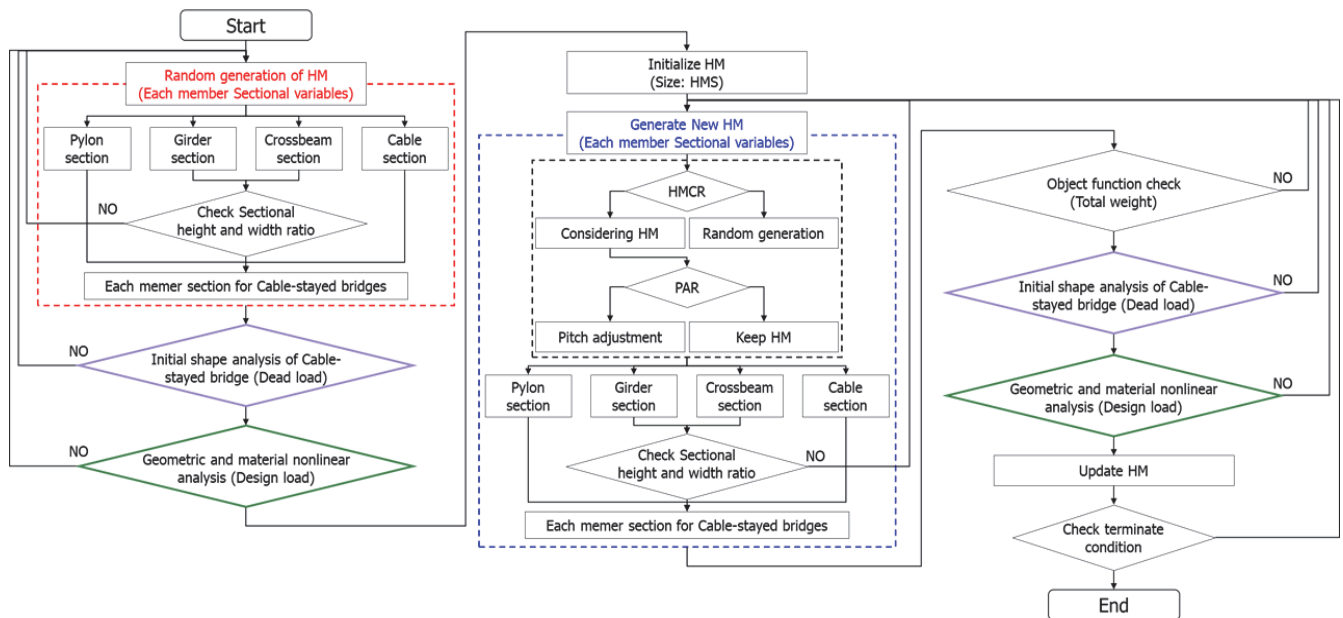 Start
Random generation of HM
(Each member Sectional variables)
Pylon
section
Girder
section
Crossbeam
section
Cable
section
NO
Check Sectional
height and width ratio
Each memer section for Cable-stayed bridges
NO
Initial shape analysis of Cable-
stayed bridge (Dead load)
NO
Geometric and material nonlinear
analysis (Design load)
Initialize HM
(Size: HMS)
Generate New HM
(Each member Sectional variables)
HMCR
Considering HM
Random generation
PAR
Pitch adjustment
Keep HM
Pylon
section
Girder
section
Crossbeam
section
Cable
section
Check Sectional
height and width ratio
NO
Each memer section for Cable-stayed bridges
Object function check
(Total weight)
NO
Initial shape analysis of Cable-
stayed bridge (Dead load)
NO
Geometric and material nonlinear
analysis (Design load)
NO
Update HM
Check terminate
condition
End